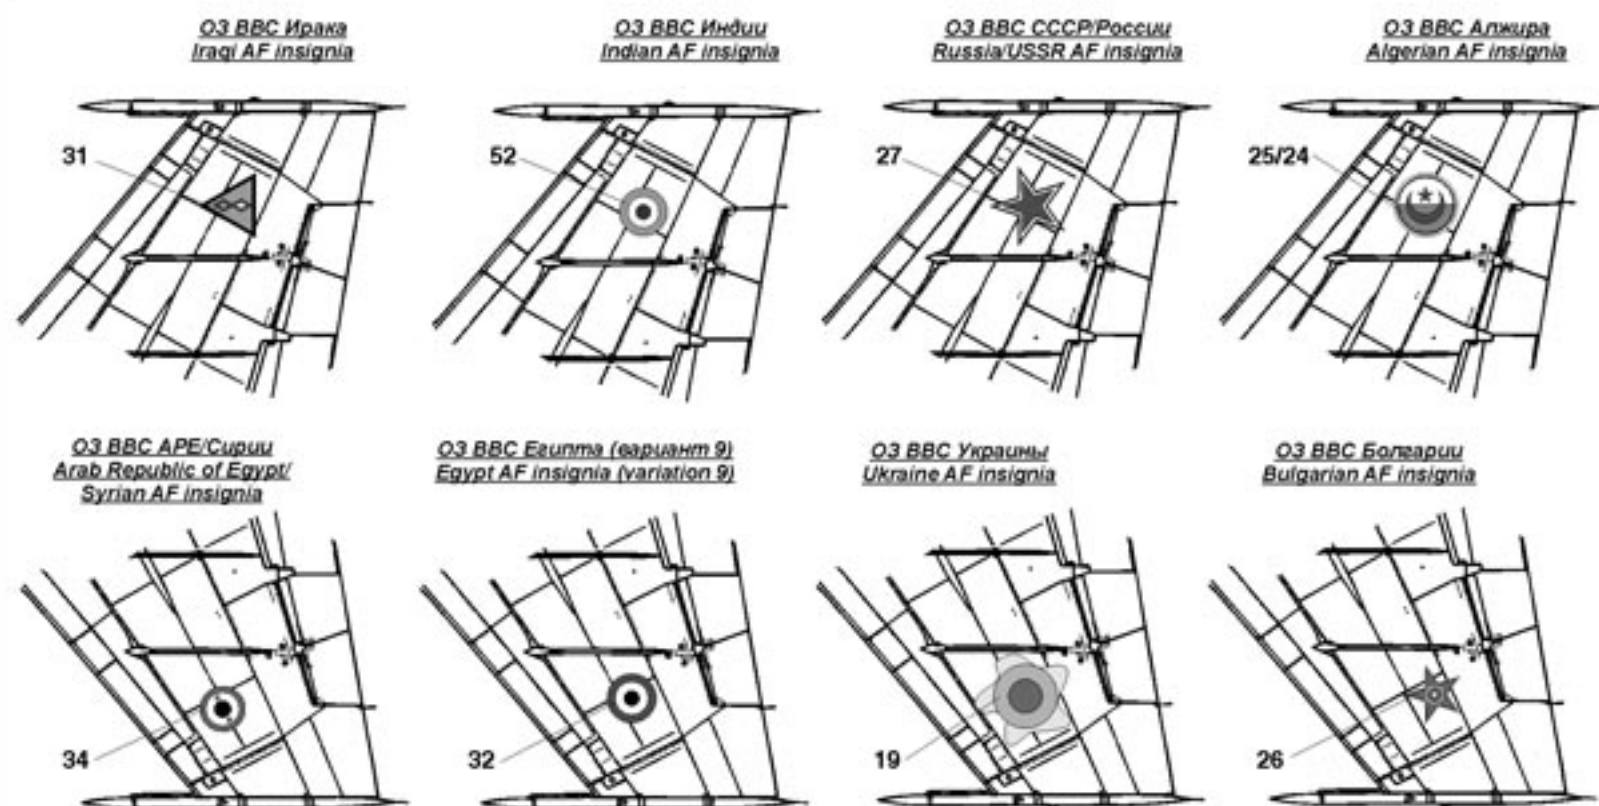 ОЗ ВВС Ирака
Iraqi AF insignia
ОЗ ВВС Индии
Indian AF insignia
ОЗ ВВС СССР/России
Russia/USSR AF insignia
ОЗ ВВС Алжира
Algerian AF insignia
31
52
27
25/24
ОЗ ВВС АРЕ/Сирии
Arab Republic of Egypt/
Syrian AF insignia
ОЗ ВВС Египта (вариант 9)
Egypt AF insignia (variation 9)
ОЗ ВВС Украины
Ukraine AF insignia
ОЗ ВВС Болгарии
Bulgarian AF insignia
34
32
19
26